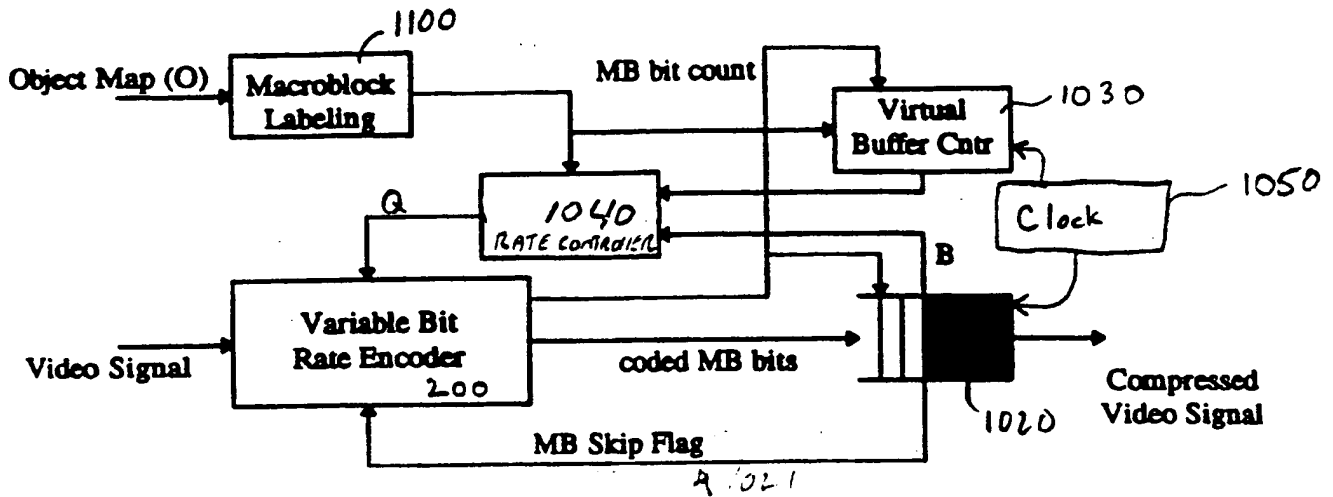 1100
Object Map (O)
Macroblock
Labeling
MB bit count
Virtual
Buffer Cntr
1030
1050
Clock
Q
1040
RATE CONTROLLER
B
Variable Bit
Rate Encoder
200
Video Signal
coded MB bits
Compressed
Video Signal
1020
MB Skip Flag
1021